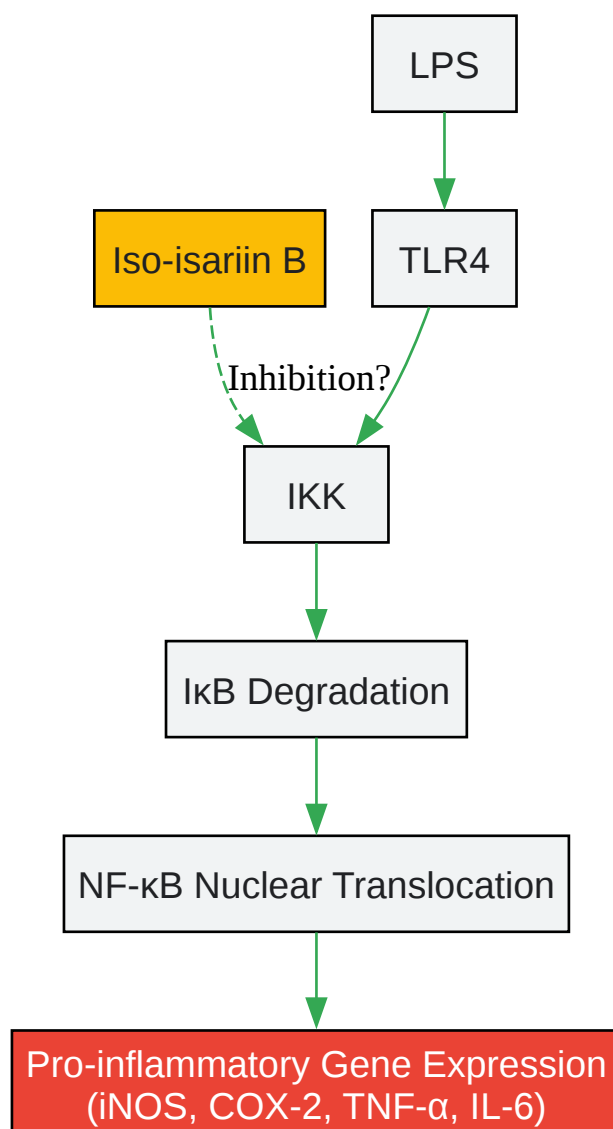 LPS
Iso-isariin B
TLR4
Inhibition?
IKK
IκB Degradation
NF-κB Nuclear Translocation
Pro-inflammatory Gene Expression
(iNOS, COX-2, TNF-α, IL-6)